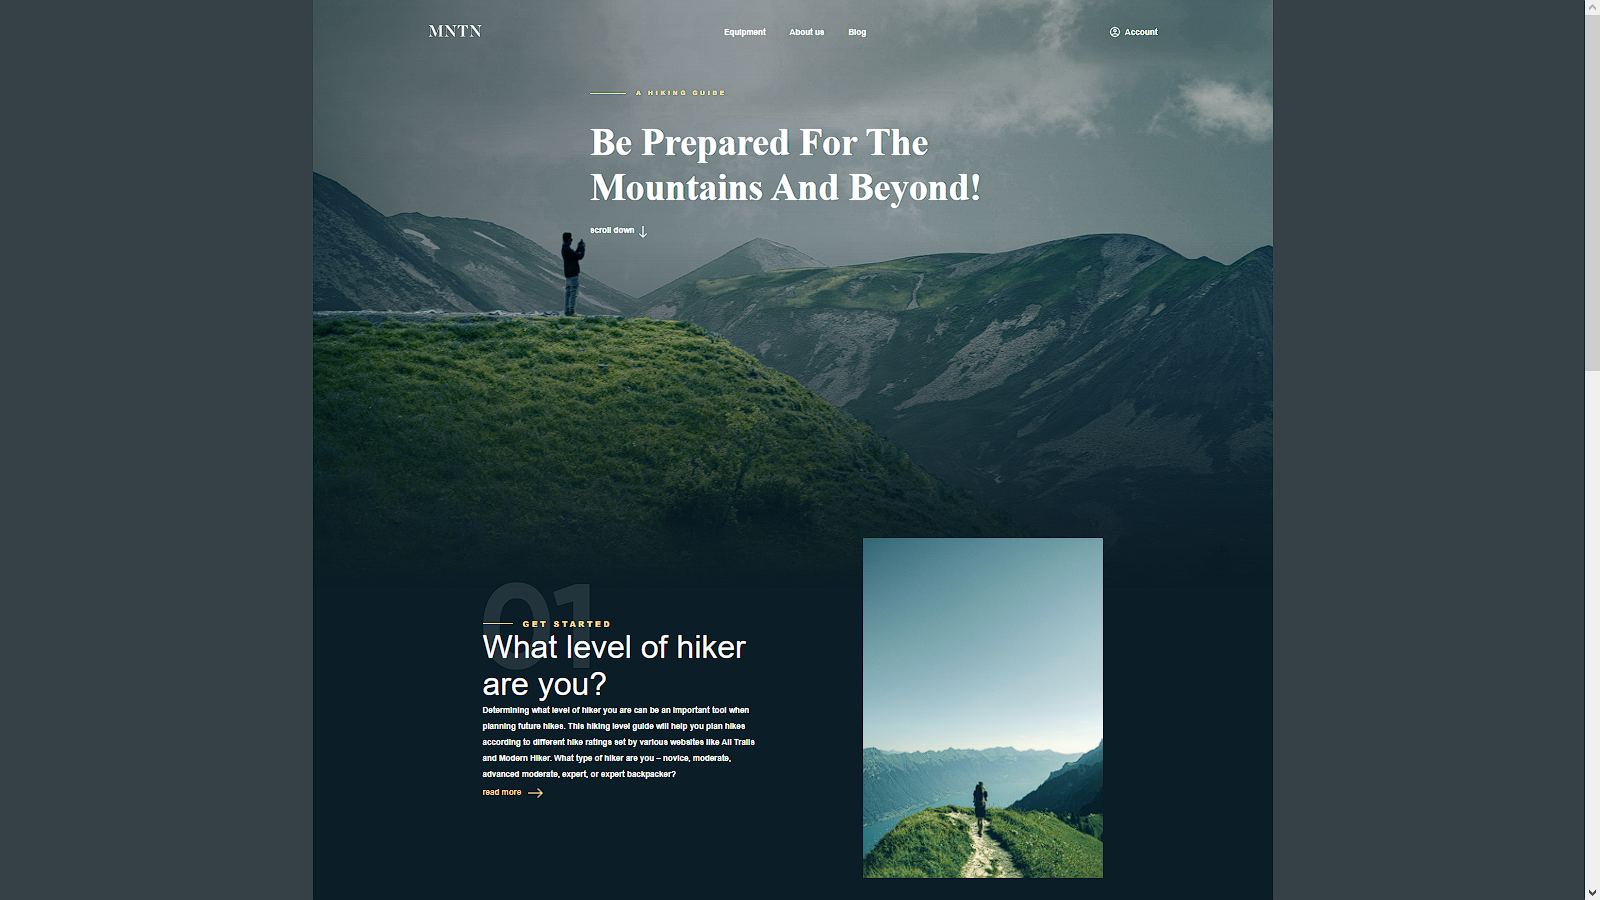 MNTN
Equipment
About us
Blog
Account
A HIKING GUIDE
Be Prepared For The
Mountains And Beyond!
scroll down
01
GET STARTED
What level of hiker
are you?
Determining what level of hiker you are can be an important tool when
planning future hikes. This hiking level guide will help you plan hikes
according to different hike ratings set by various websites like All Trails
and Modern Hiker. What type of hiker are you – novice, moderate,
advanced moderate, expert, or expert backpacker?
read more